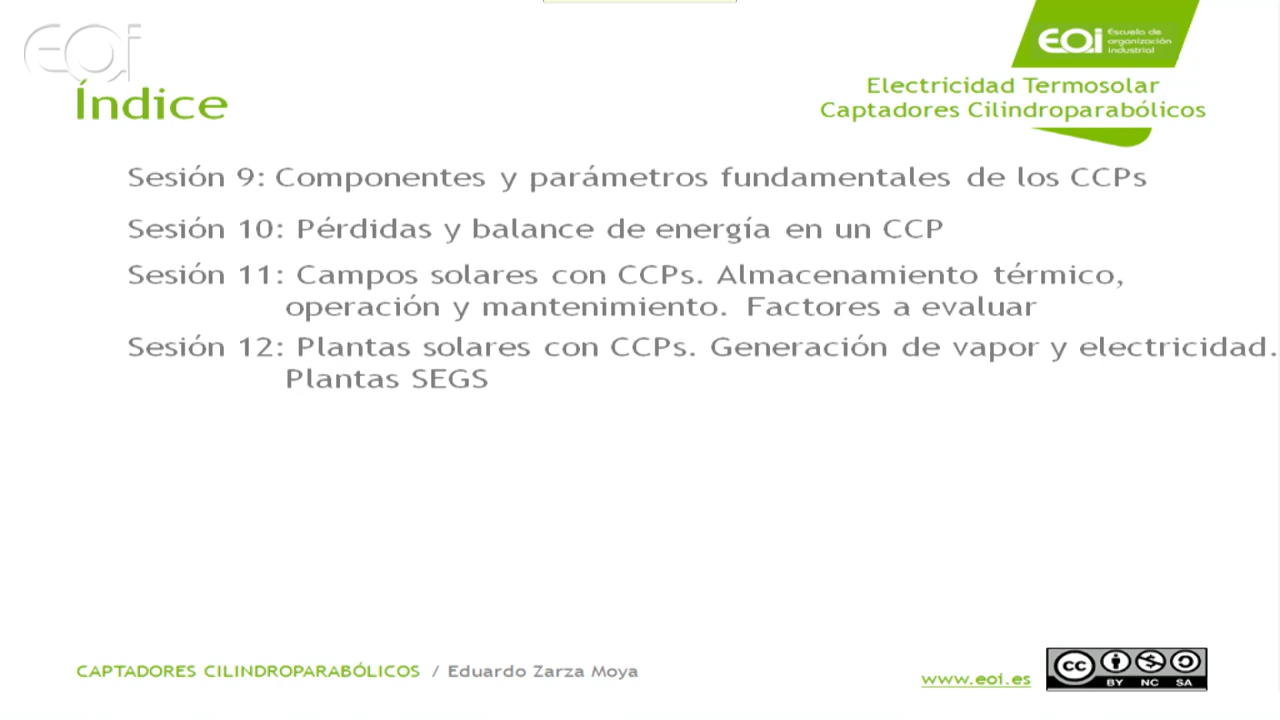 eoi
eoi Escuela de
organización
industrial
Índice
Electricidad Termosolar
Captadores Cilindroparabólicos
Sesión 9: Componentes y parámetros fundamentales de los CCPs
Sesión 10: Pérdidas y balance de energía en un CCP
Sesión 11: Campos solares con CCPs. Almacenamiento térmico,
operación y mantenimiento. Factores a evaluar
Sesión 12: Plantas solares con CCPs. Generación de vapor y electricidad.
Plantas SEGS
CAPTADORES CILINDROPARABÓLICOS / Eduardo Zarza Moya
www.eoi.es
cc
BY NC SA